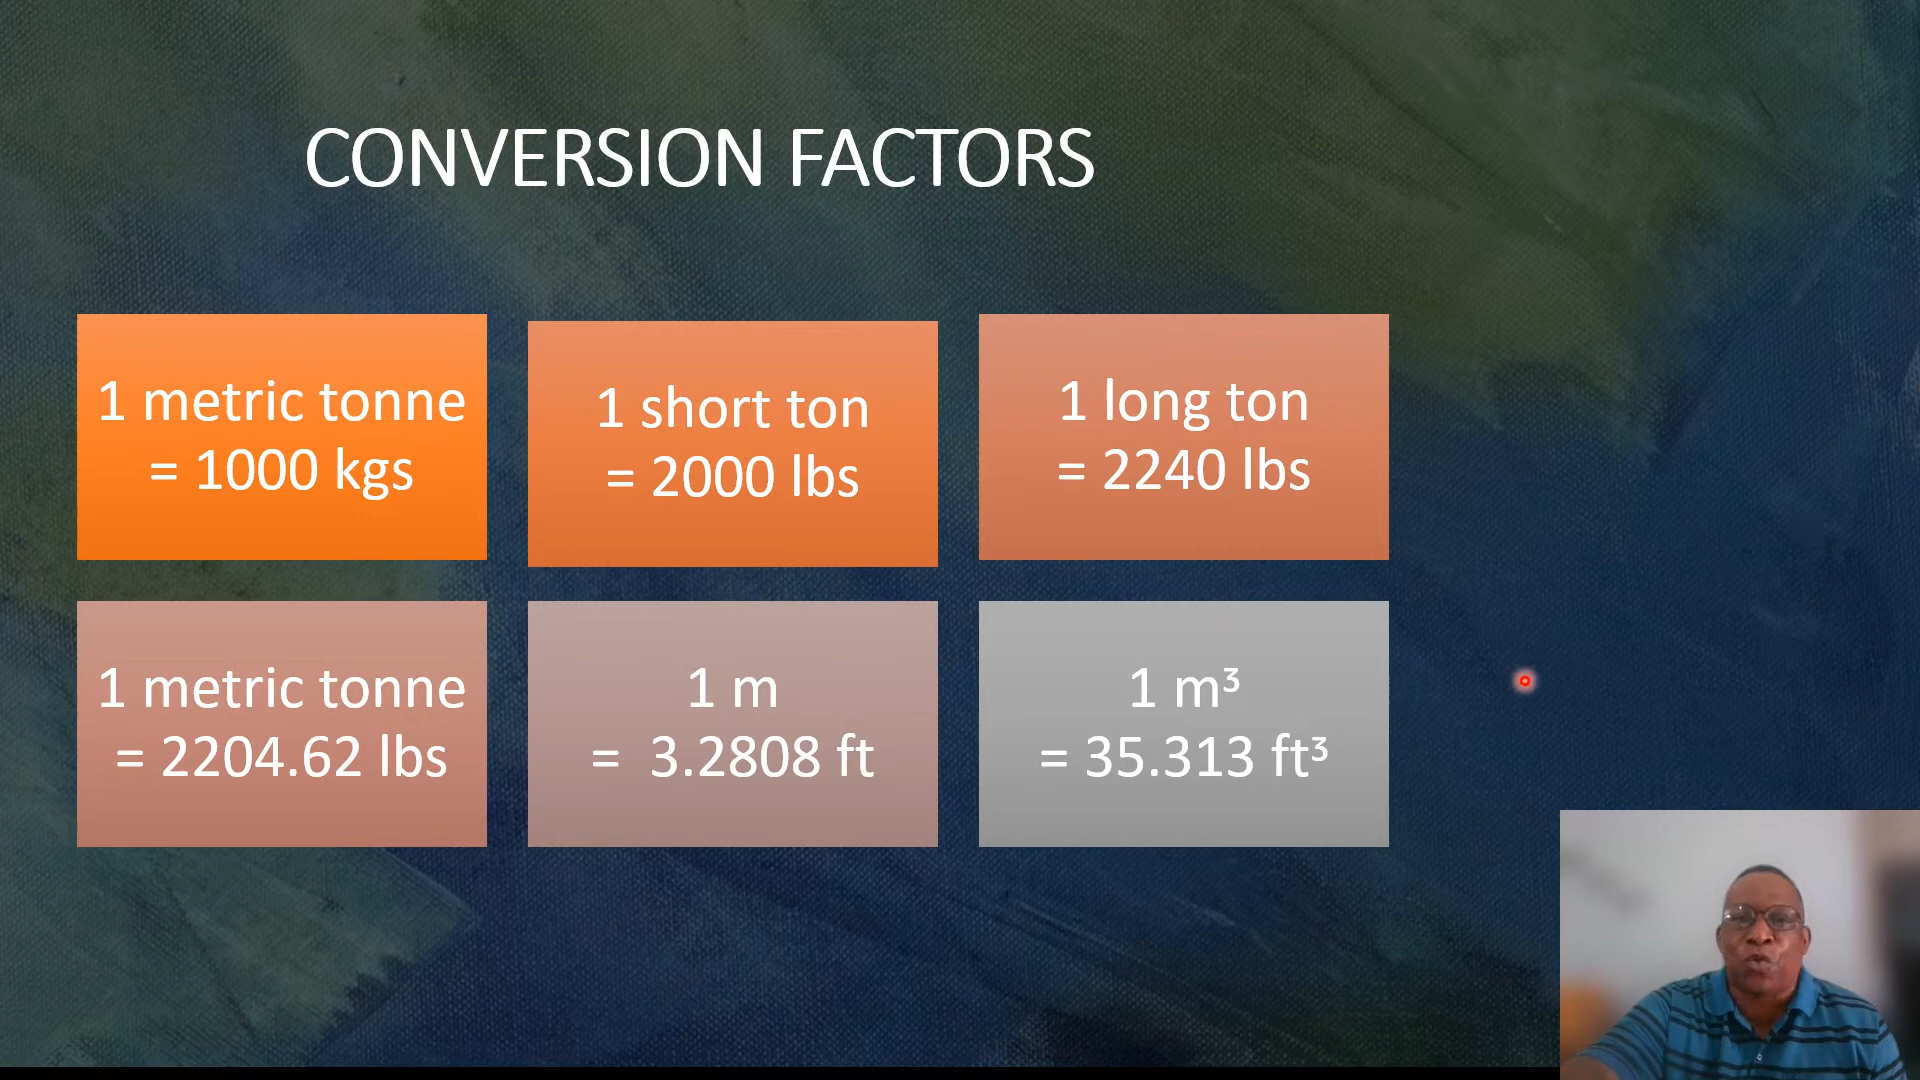 CONVERSION FACTORS
1 metric tonne
= 1000 kgs
1 short ton
= 2000 lbs
1 long ton
= 2240 lbs
1 metric tonne
= 2204.62 lbs
1 m
=  3.2808 ft
1 m³
= 35.313 ft³